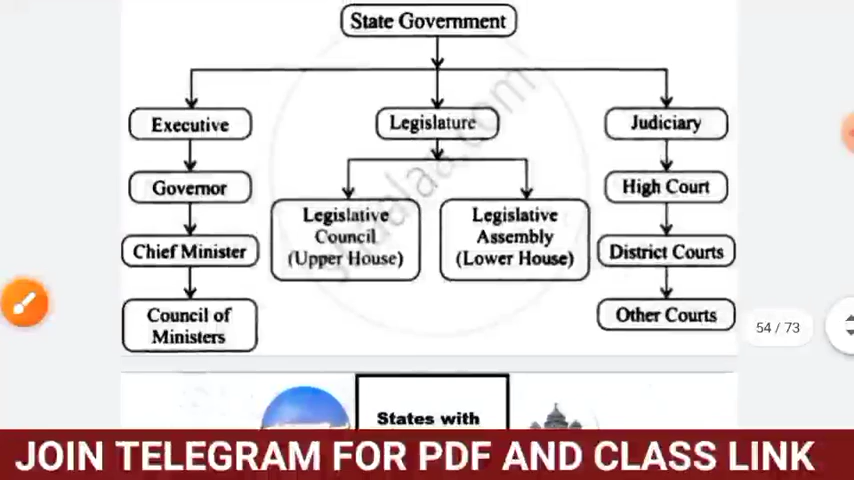 State Government
Executive
Legislature
Judiciary
Governor
High Court
Legislative
Council
(Upper House)
Legislative
Assembly
(Lower House)
Chief Minister
District Courts
Council of
Ministers
Other Courts
54 / 73
States with
JOIN TELEGRAM FOR PDF AND CLASS LINK